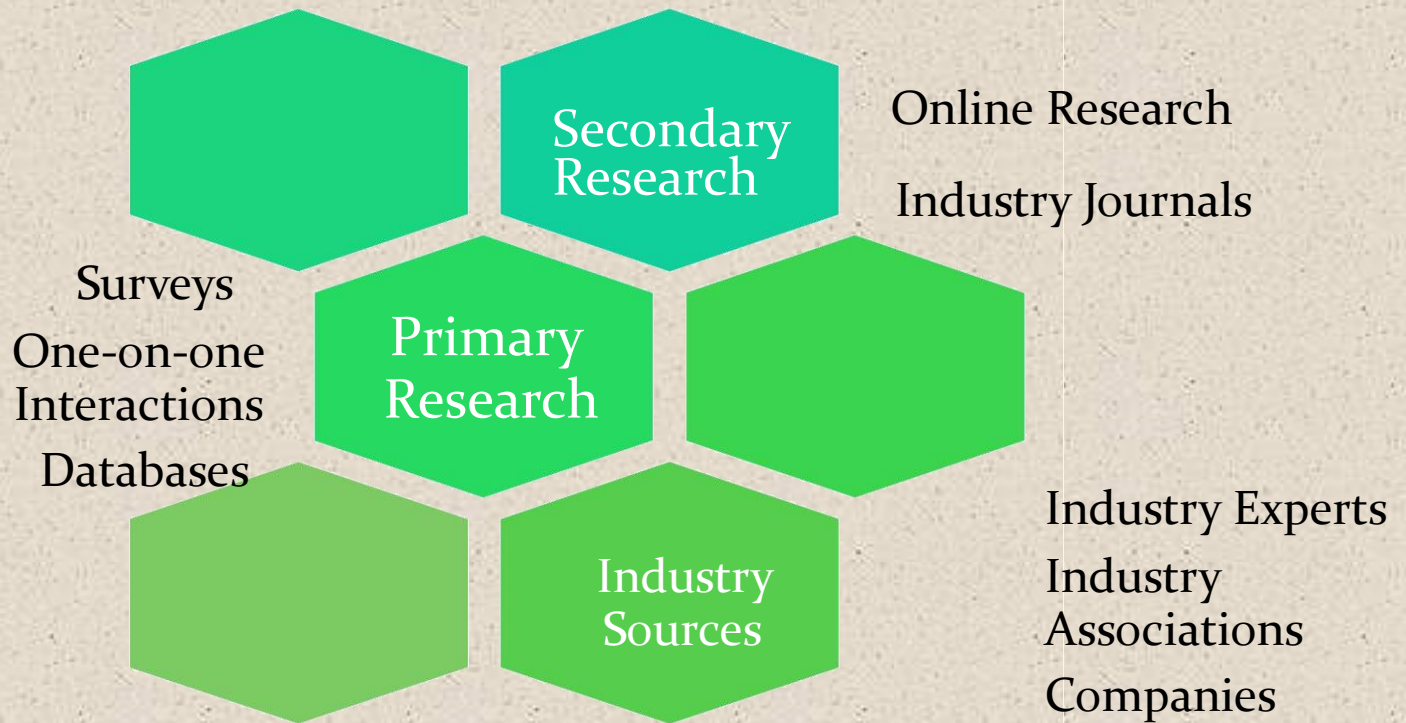 Secondary
Research
Online Research
Industry Journals
Surveys
One-on-one
Interactions
Databases
Primary
Research
Industry
Sources
Industry Experts
Industry
Associations
Companies